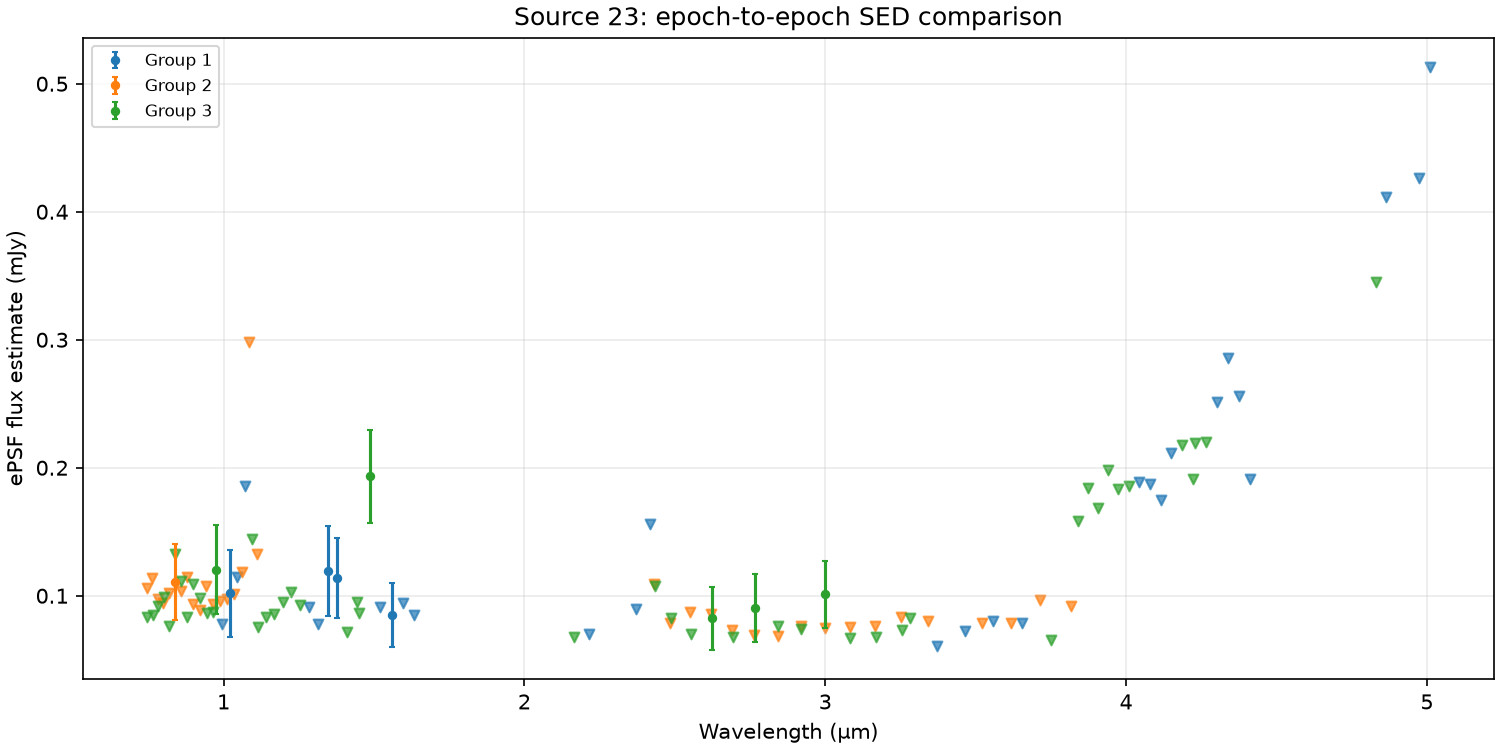 Source 23: epoch-to-epoch SED comparison
Group 1
Group 2
Group 3
ePSF flux estimate (mJy)
0.5
0.4
0.3
0.2
0.1
1 2 3 4 5
Wavelength (μm)